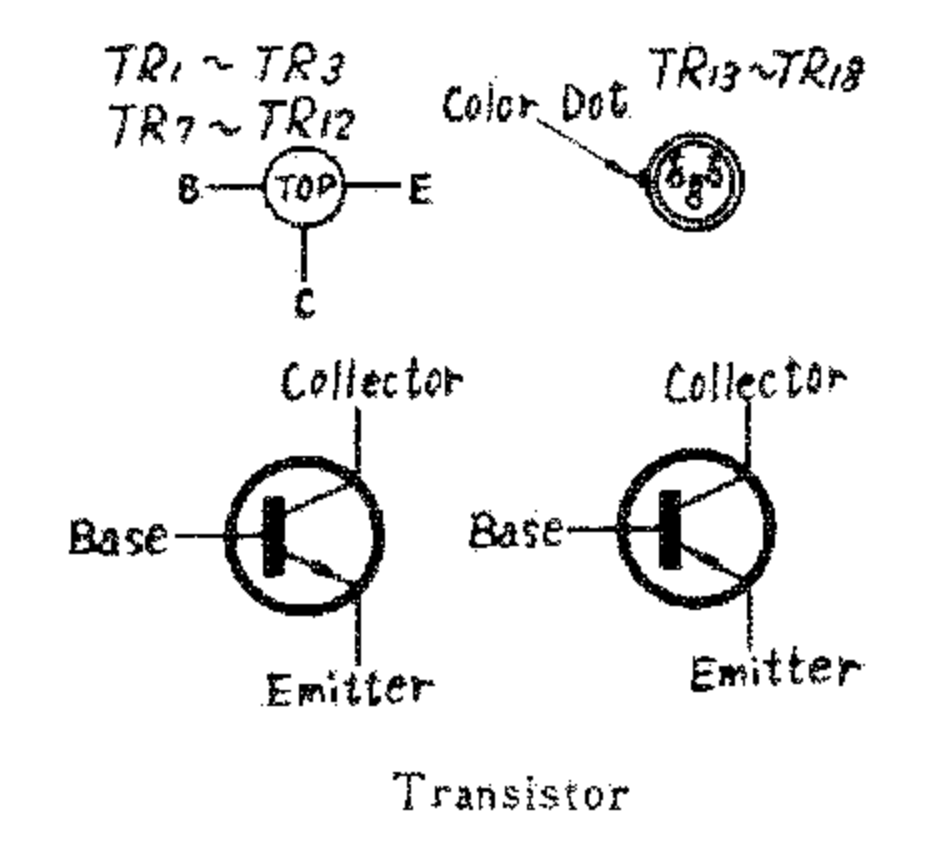 TR1 ~ TR3
TR7 ~ TR12
B TOP E
C
TR13~TR18
Color Dot
Collector
Base
Emitter
Collector
Base
Emitter
Transistor